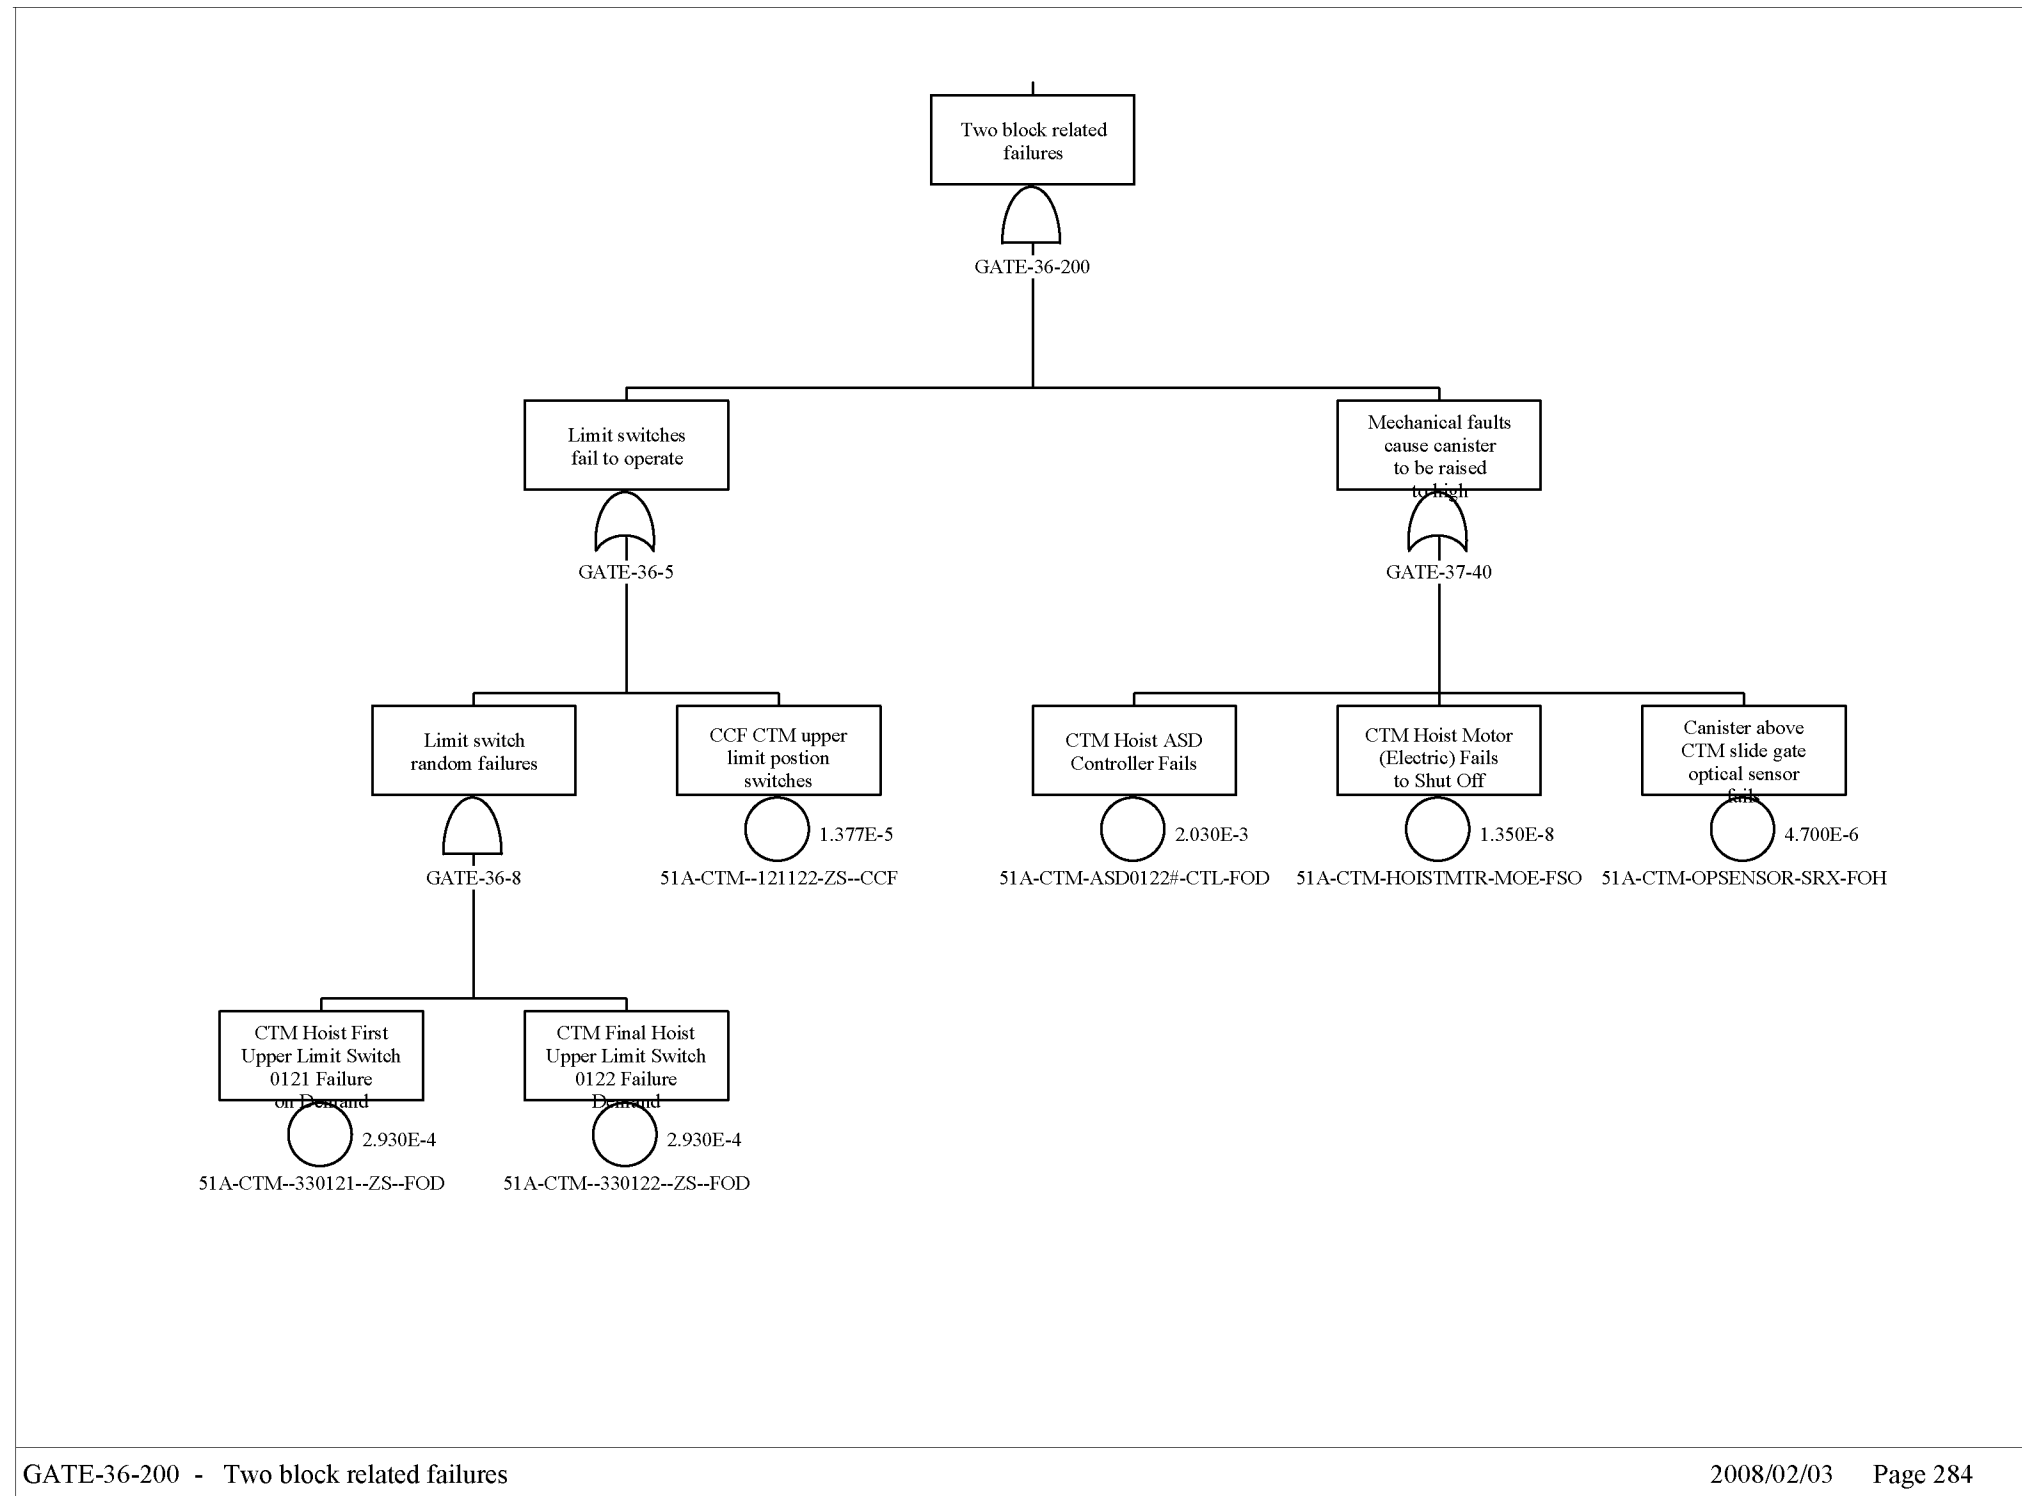 Two block related
failures
GATE-36-200
Limit switches
fail to operate
GATE-36-5
Mechanical faults
cause canister
to be raised
to high
GATE-37-40
Limit switch
random failures
GATE-36-8
CCF CTM upper
limit postion
switches
1.377E-5
51A-CTM--121122-ZS--CCF
CTM Hoist ASD
Controller Fails
2.030E-3
51A-CTM-ASD0122#-CTL-FOD
CTM Hoist Motor
(Electric) Fails
to Shut Off
1.350E-8
51A-CTM-HOISTMTR-MOE-FSO
Canister above
CTM slide gate
optical sensor
fails
4.700E-6
51A-CTM-OPSENSOR-SRX-FOH
CTM Hoist First
Upper Limit Switch
0121 Failure
on Demand
2.930E-4
51A-CTM--330121--ZS--FOD
CTM Final Hoist
Upper Limit Switch
0122 Failure
Demand
2.930E-4
51A-CTM--330122--ZS--FOD
GATE-36-200 - Two block related failures
2008/02/03 Page 284